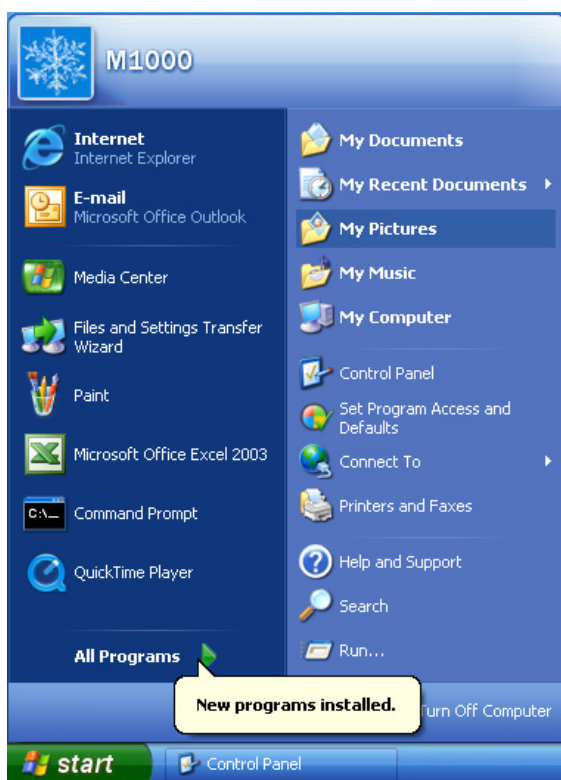 M1000
Internet
Internet Explorer
E-mail
Microsoft Office Outlook
Media Center
Files and Settings Transfer
Wizard
Paint
Microsoft Office Excel 2003
C:\_
Command Prompt
QuickTime Player
All Programs
My Documents
My Recent Documents
My Pictures
My Music
My Computer
Control Panel
Set Program Access and
Defaults
Connect To
Printers and Faxes
Help and Support
Search
Run...
New programs installed.
Turn Off Computer
start
Control Panel